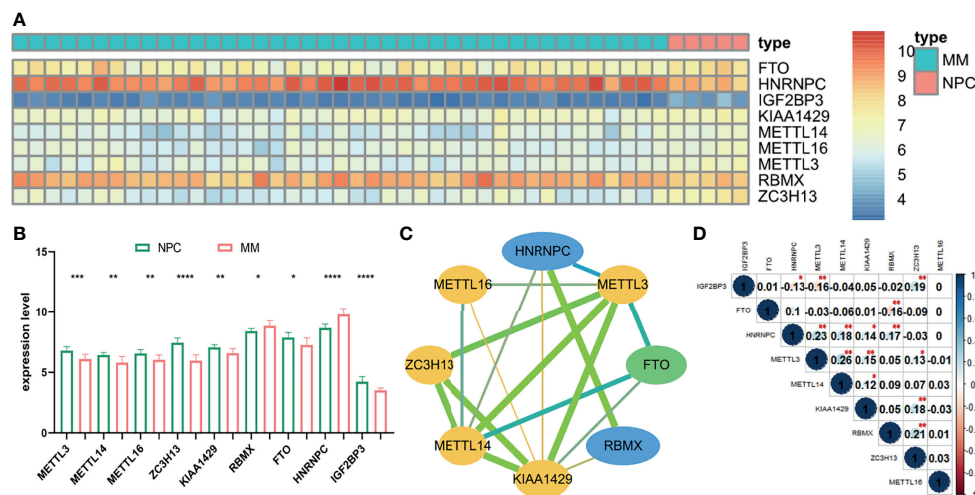 A
type
FTO
HNRNPC
IGF2BP3
KIAA1429
METTL14
METTL16
METTL3
RBMX
ZC3H13
10
9
8
7
6
5
4
type
MM
NPC
B
NPC
MM
*** ** ** **** ** * * **** ****
expression level
15
10
5
0
METTL3
METTL14
METTL16
ZC3H13
KIAA1429
RBMX
FTO
HNRNPC
IGF2BP3
C
HNRNPC
METTL16
METTL3
ZC3H13
FTO
METTL14
RBMX
KIAA1429
D
IGF2BP3
FTO
HNRNPC
METTL3
METTL14
KIAA1429
RBMX
ZC3H13
METTL16
IGF2BP3 1 0.01 -0.13* -0.16** -0.04 0.05 -0.02 0.19** 0
FTO 1 0.1 -0.03 -0.06 0.01 -0.16** -0.09 0
HNRNPC 1 0.23** 0.18** 0.14* 0.17** -0.03
METTL3 1 0.26** 0.15** 0.05 0.13* -0.01
METTL14 1 0.12* 0.09 0.07 0.03
KIAA1429 1 0.05 0.18** -0.03
RBMX 1 0.21** 0.01
ZC3H13 1 0.03
METTL16 1